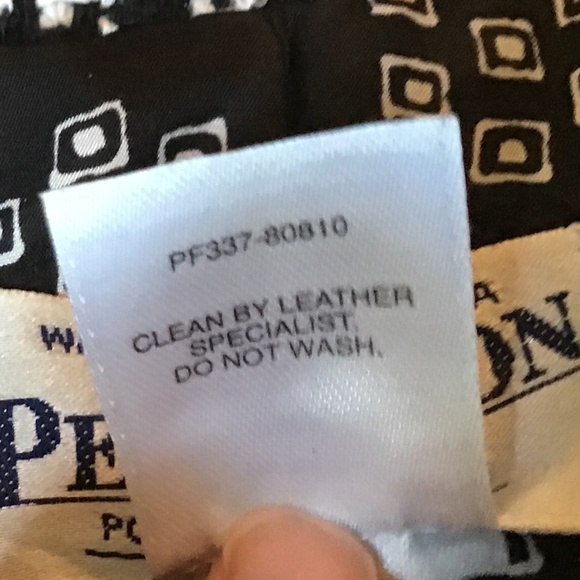 PF337-80810
CLEAN BY LEATHER
SPECIALIST.
DO NOT WASH.